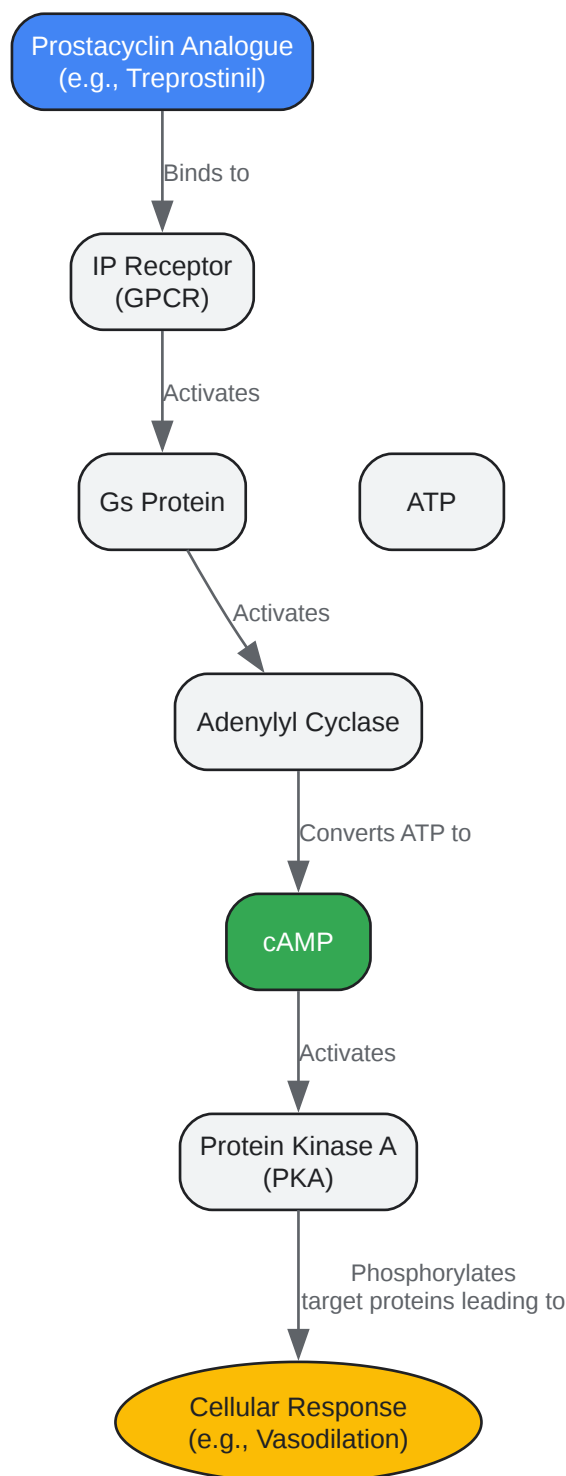 Prostacyclin Analogue
(e.g., Treprostinil)
Binds to
IP Receptor
(GPCR)
Activates
Gs Protein
ATP
Activates
Adenylyl Cyclase
Converts ATP to
cAMP
Activates
Protein Kinase A
(PKA)
Phosphorylates
target proteins leading to
Cellular Response
(e.g., Vasodilation)